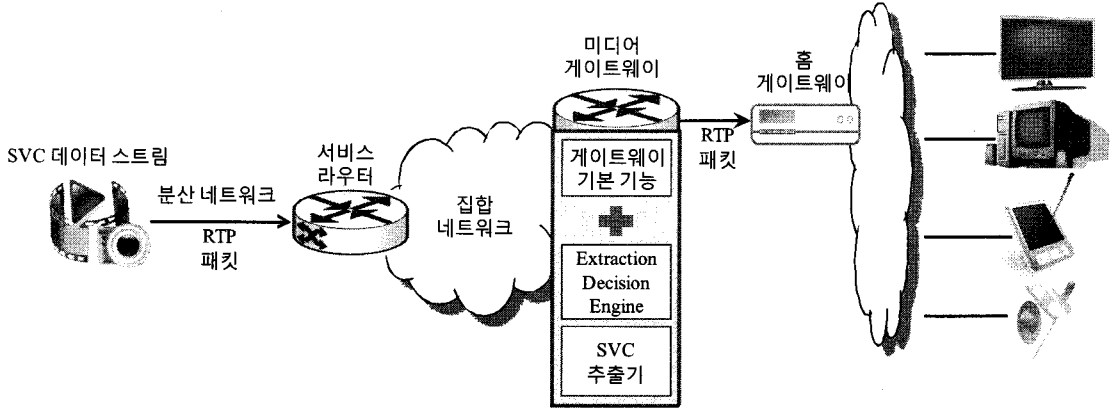 SVC 데이터 스트림
분산 네트워크
RTP
패킷
서비스
라우터
집합
네트워크
미디어
게이트웨이
게이트웨이
기본 기능
Extraction
Decision
Engine
SVC
추출기
RTP
패킷
홈
게이트웨이